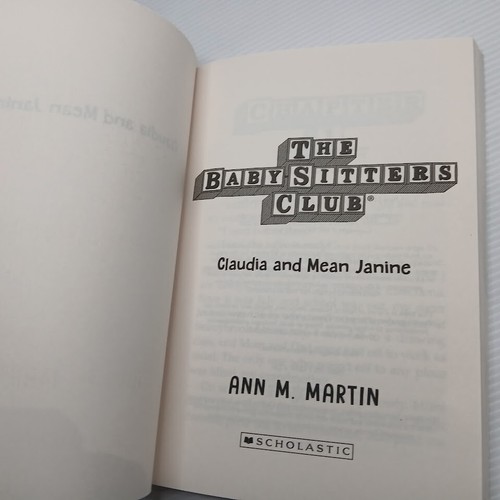 THE
BABY-SITTERS
CLUB®
Claudia and Mean Janine
ANN M. MARTIN
SCHOLASTIC